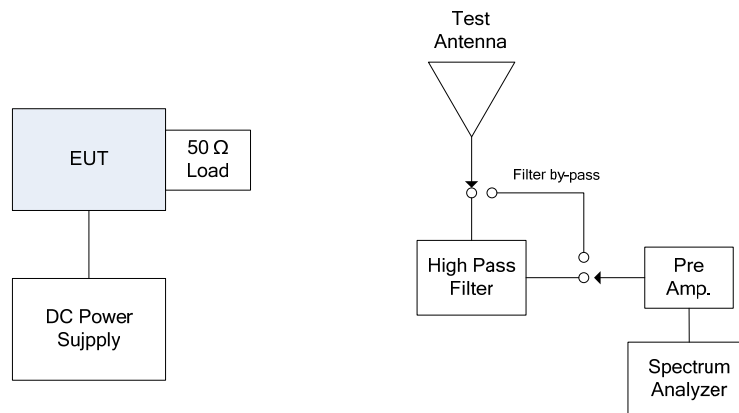 Test
Antenna
EUT
50 Ω
Load
Filter by-pass
High Pass
Filter
Pre
Amp.
DC Power
Sujpply
Spectrum
Analyzer